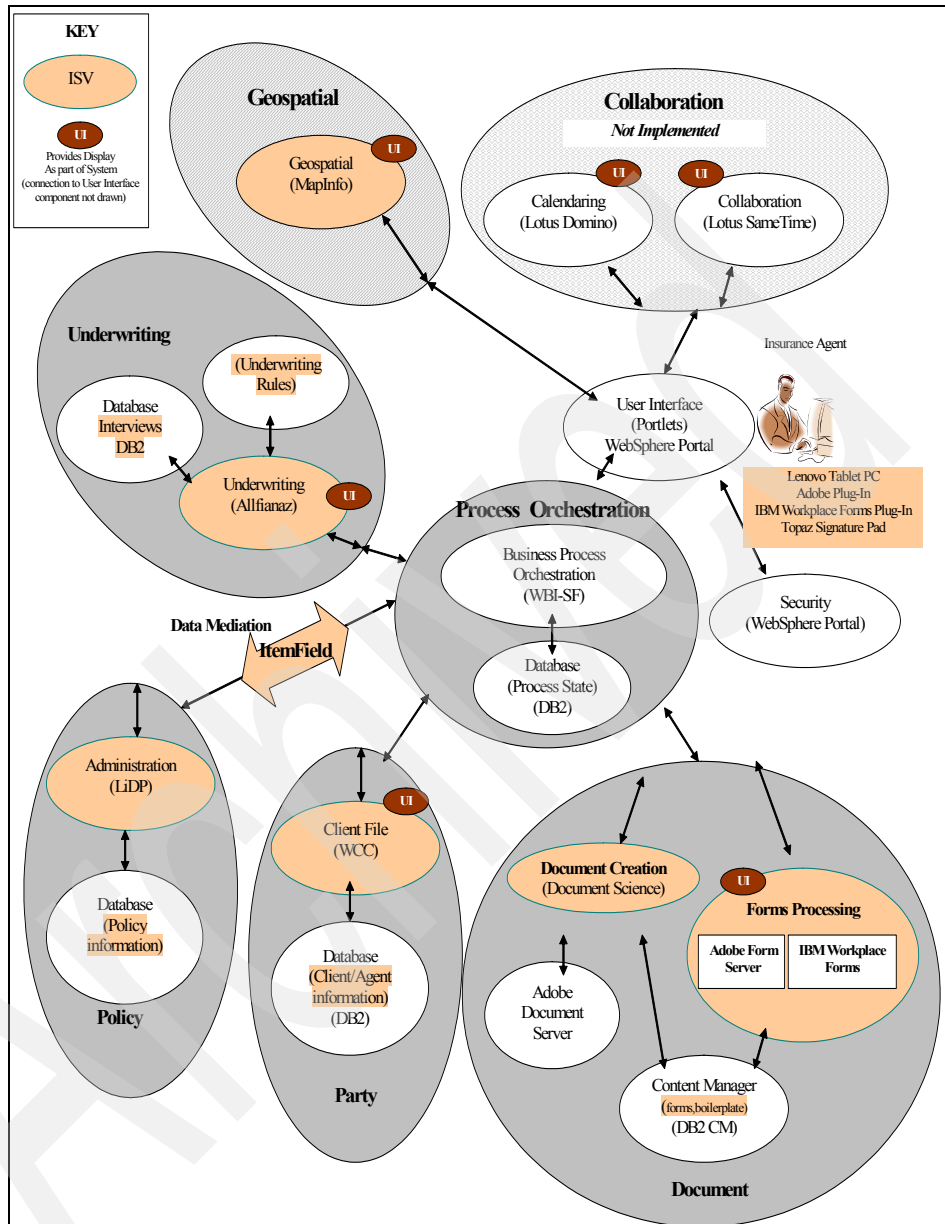 KEY
ISV
UI
Provides Display
As part of System
(connection to User Interface
component not drawn)
Geospatial
UI
Geospatial
(MapInfo)
Collaboration
Not Implemented
UI
UI
Calendaring
(Lotus Domino)
Collaboration
(Lotus SameTime)
Underwriting
(Underwriting
Rules)
Database
Interviews
DB2
Underwriting
(Allfianaz)
UI
Insurance Agent
User Interface
(Portlets)
WebSphere Portal
Lenovo Tablet PC
Adobe Plug-In
IBM Workplace Forms Plug-In
Topaz Signature Pad
Process Orchestration
Business Process
Orchestration
(WBI-SF)
Database
(Process State)
(DB2)
Security
(WebSphere Portal)
Data Mediation
ItemField
Administration
(LiDP)
Database
(Policy
information)
Policy
UI
Client File
(WCC)
Database
(Client/Agent
information)
(DB2)
Party
Document Creation
(Document Science)
UI
Forms Processing
Adobe Form
Server
IBM Workplace
Forms
Adobe
Document
Server
Content Manager
(forms,boilerplate)
(DB2 CM)
Document
Archived